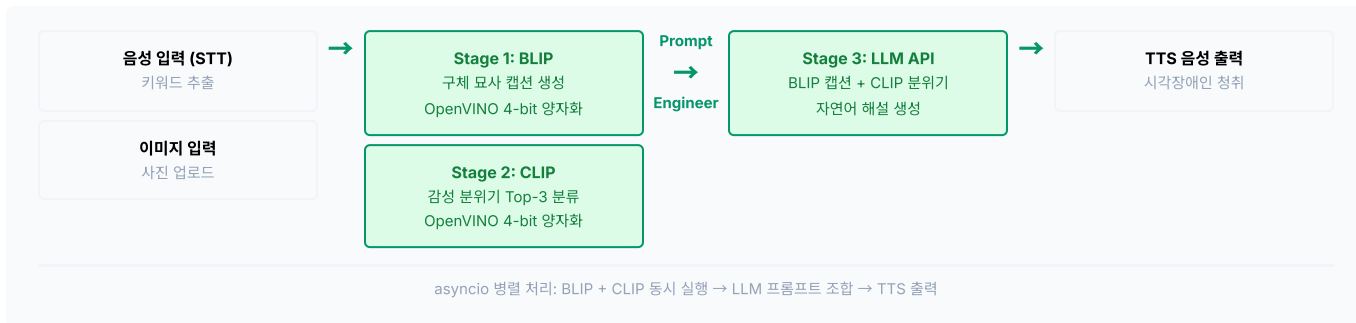 음성 입력 (STT)
키워드 추출
이미지 입력
사진 업로드
Stage 1: BLIP
구체 묘사 캡션 생성
OpenVINO 4-bit 양자화
Stage 2: CLIP
감성 분위기 Top-3 분류
OpenVINO 4-bit 양자화
Prompt
→
Engineer
Stage 3: LLM API
BLIP 캡션 + CLIP 분위기
자연어 해설 생성
TTS 음성 출력
시각장애인 청취
asyncio 병렬 처리: BLIP + CLIP 동시 실행 → LLM 프롬프트 조합 → TTS 출력